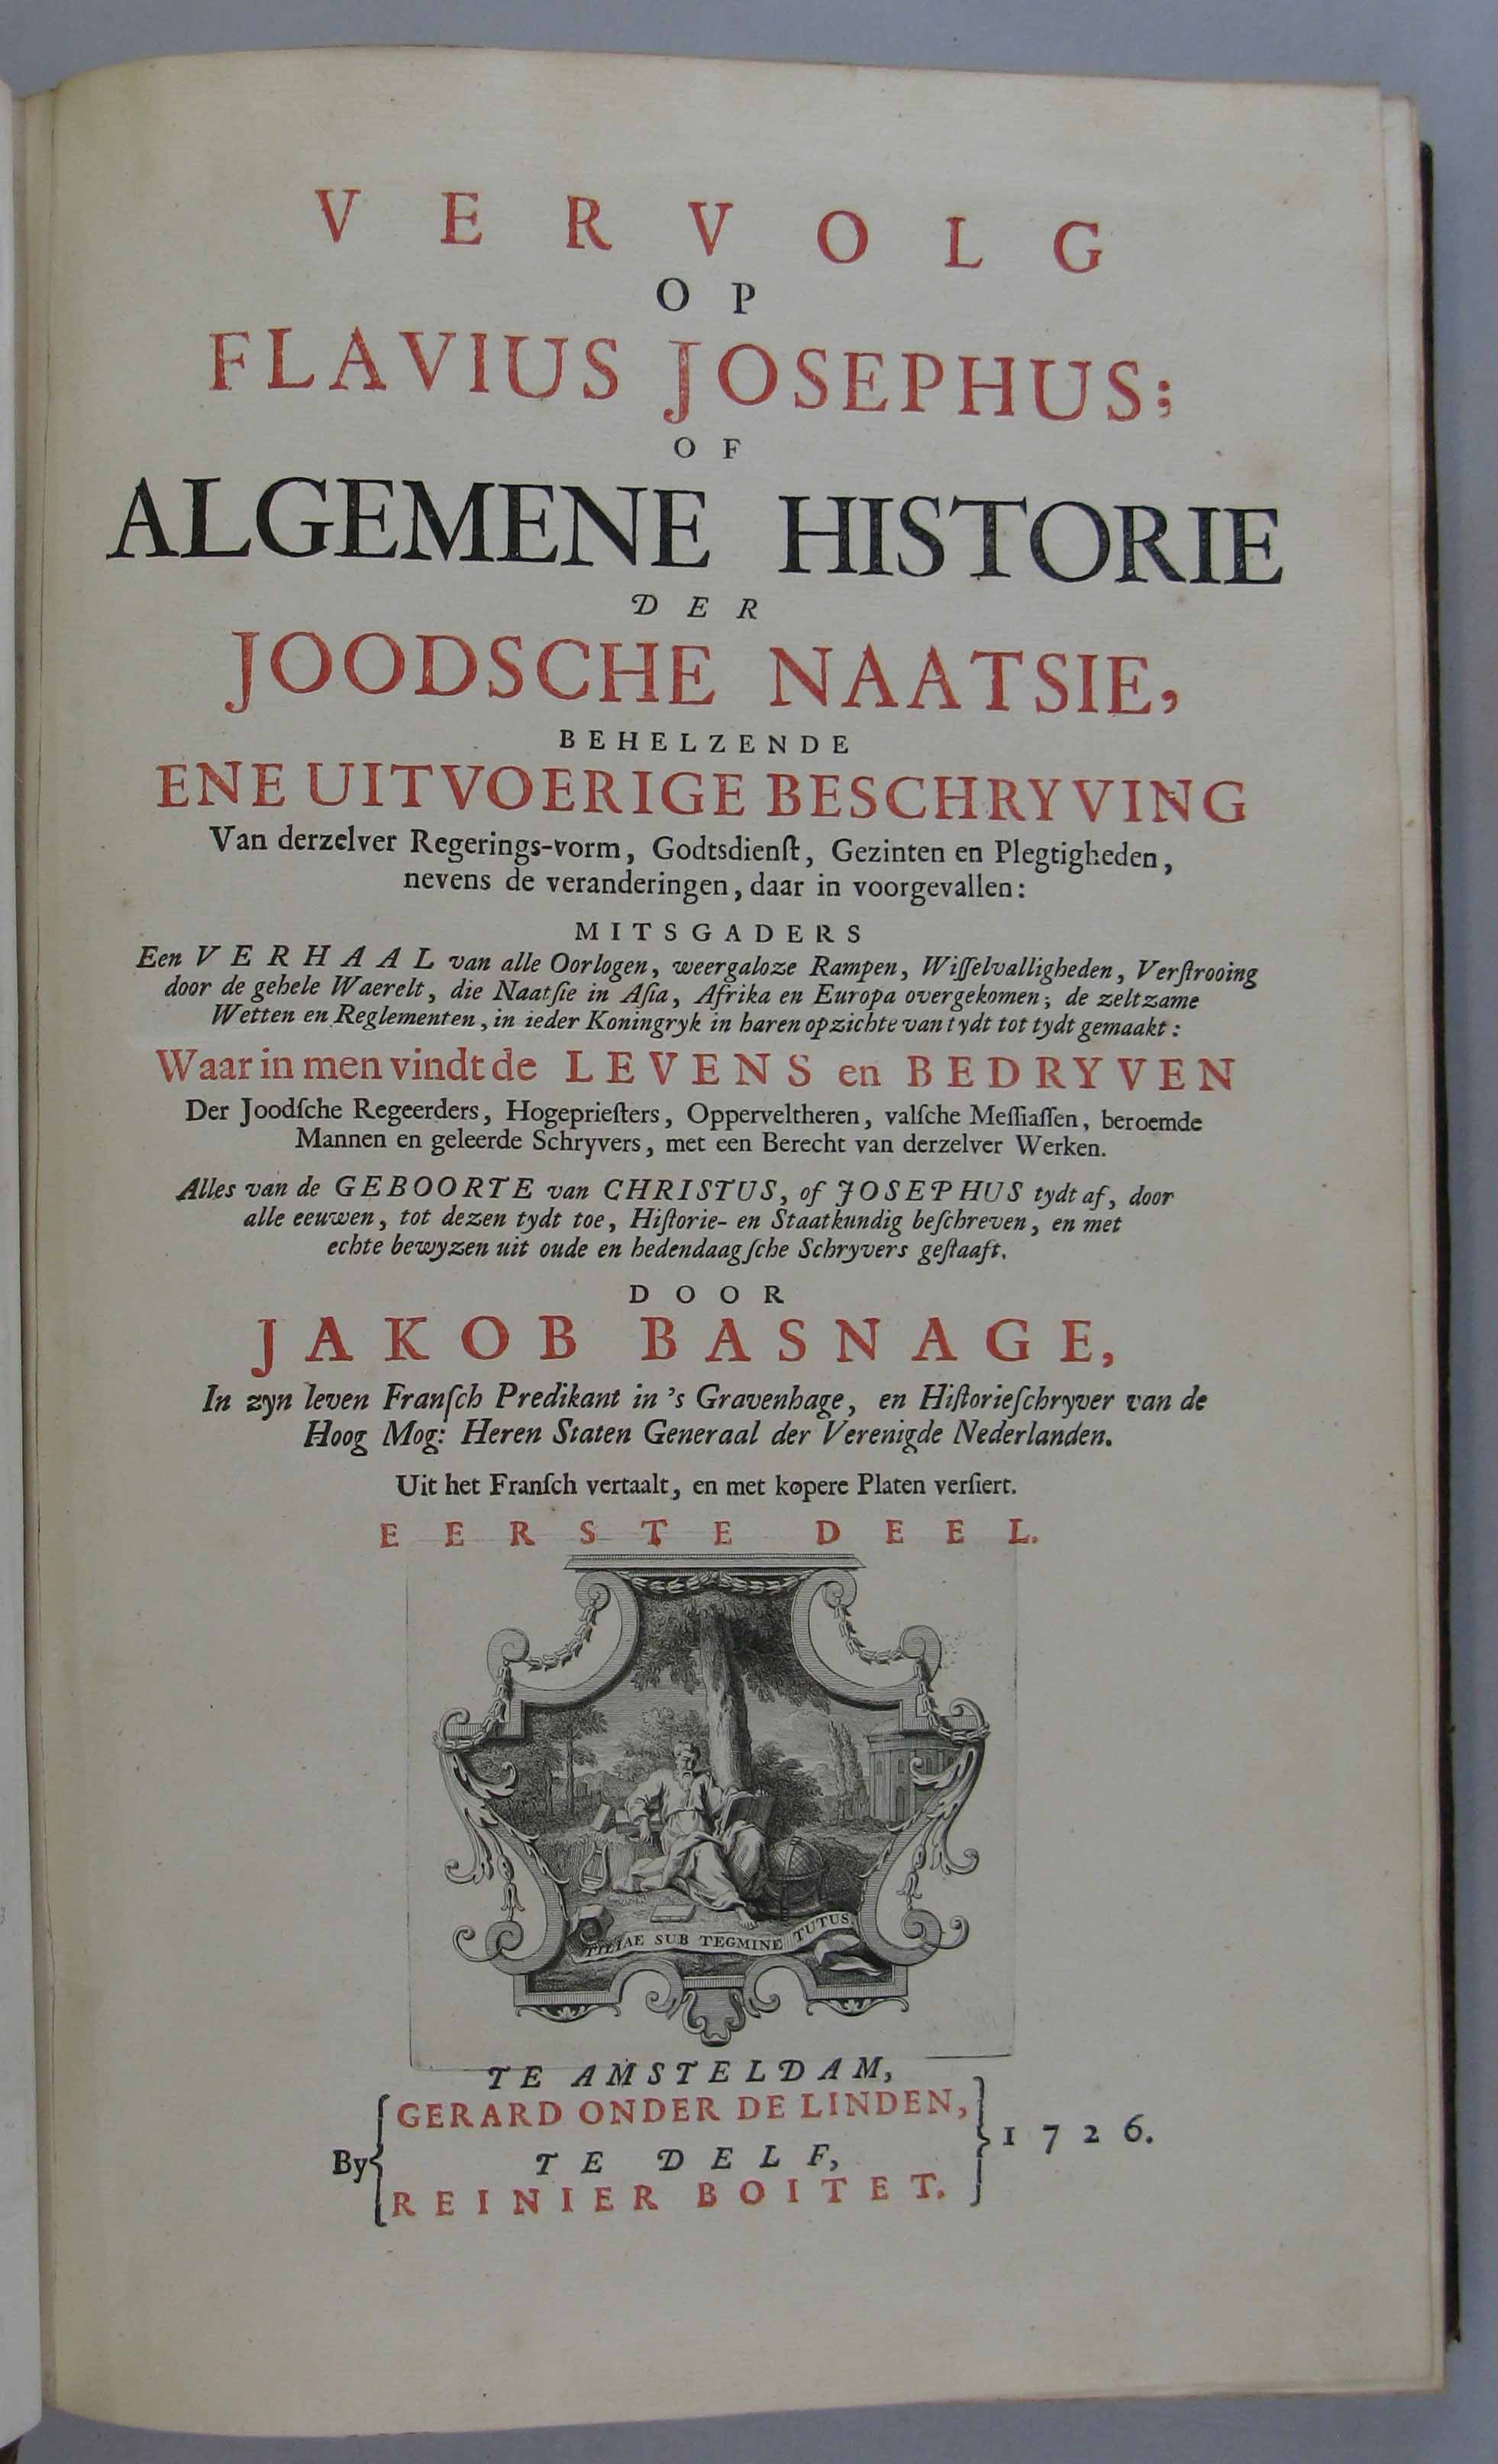 VERVOLG
OP
FLAVIUS JOSEPHUS;
OF
ALGEMENE HISTORIE
DER
JOODSCHE NAATSIE,
BEHELZENDE
ENE UITVOERIGE BESCHRYVING
Van derzelver Regerings-vorm, Godtsdienſt, Gezinten en Plegtigheden,
nevens de veranderingen, daar in voorgevallen:
MITSGADERS
Een VERHAAL van alle Oorlogen, weergaloze Rampen, Wiſſelvalligheden, Verſtrooing
door de gehele Waerelt, die Naatſie in Aſia, Afrika en Europa overgekomen; de zeltzame
Wetten en Reglementen, in ieder Koningryk in haren opzichte van tydt tot tydt gemaakt:
Waar in men vindt de LEVENS en BEDRYVEN
Der Joodſche Regeerders, Hogeprieſters, Opperveltheren, valſche Meſſiaſſen, beroemde
Mannen en geleerde Schryvers, met een Berecht van derzelver Werken.
Alles van de GEBOORTE van CHRISTUS, of JOSEPHUS tydt af, door
alle eeuwen, tot dezen tydt toe, Hiſtorie- en Staatkundig beſchreven, en met
echte bewyzen uit oude en hedendaagſche Schryvers geſtaaft.
DOOR
JAKOB BASNAGE,
In zyn leven Franſch Predikant in 's Gravenhage, en Hiſtorieſchryver van de
Hoog Mog: Heren Staten Generaal der Verenigde Nederlanden.
Uit het Franſch vertaalt, en met kopere Platen verſiert.
EERSTE DEEL.
TILIAE SUB TEGMINE TUTUS.
TE AMSTELDAM,
GERARD ONDER DE LINDEN,
By TE DELF, 1726.
REINIER BOITET.